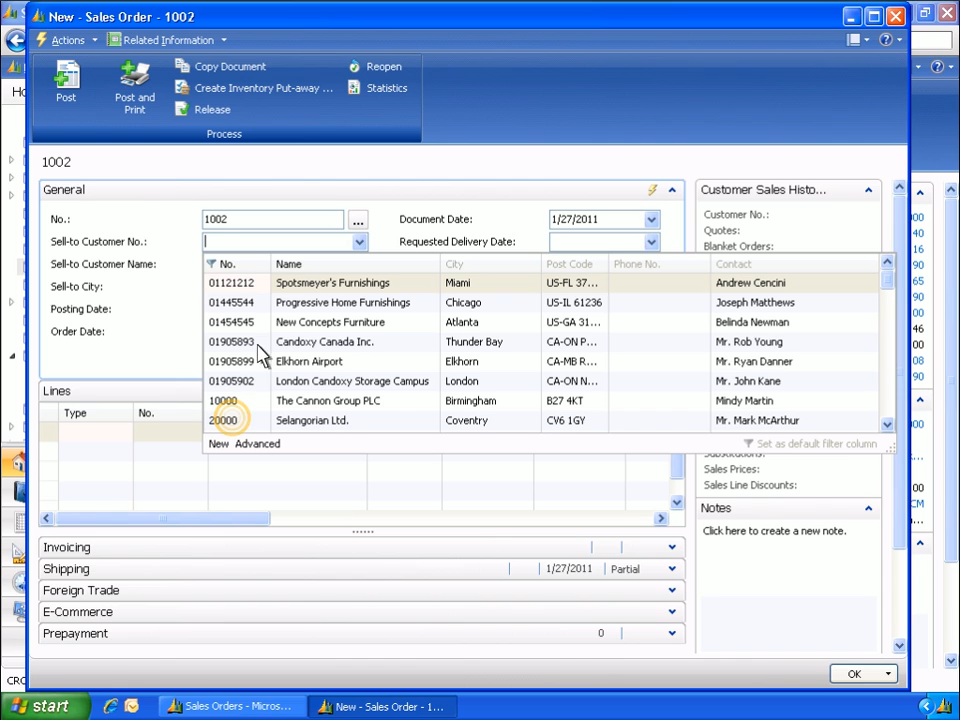 New - Sales Order - 1002
Actions
Related Information
Post
Post and Print
Copy Document
Create Inventory Put-away ...
Release
Reopen
Statistics
Process
1002
General
No.: 1002 ...
Document Date: 1/27/2011
Sell-to Customer No.:
Requested Delivery Date:
Sell-to Customer Name:
Sell-to City:
Posting Date:
Order Date:
No. Name City Post Code Phone No. Contact
01121212 Spotsmeyer's Furnishings Miami US-FL 37... Andrew Cencini
01445544 Progressive Home Furnishings Chicago US-IL 61236 Joseph Matthews
01454545 New Concepts Furniture Atlanta US-GA 31... Belinda Newman
01905893 Candoxy Canada Inc. Thunder Bay CA-ON P... Mr. Rob Young
01905899 Elkhorn Airport Elkhorn CA-MB R... Mr. Ryan Danner
01905902 London Candoxy Storage Campus London CA-ON N... Mr. John Kane
10000 The Cannon Group PLC Birmingham B27 4KT Mindy Martin
20000 Selangorian Ltd. Coventry CV6 1GY Mr. Mark McArthur
New Advanced Set as default filter column
Lines
Type No.
Invoicing
Shipping 1/27/2011 Partial
Foreign Trade
E-Commerce
Prepayment 0
Customer Sales Histo...
Customer No.:
Quotes:
Blanket Orders:
Sales Prices:
Sales Line Discounts:
Notes
Click here to create a new note.
OK
start
Sales Orders - Micros...
New - Sales Order - 1...